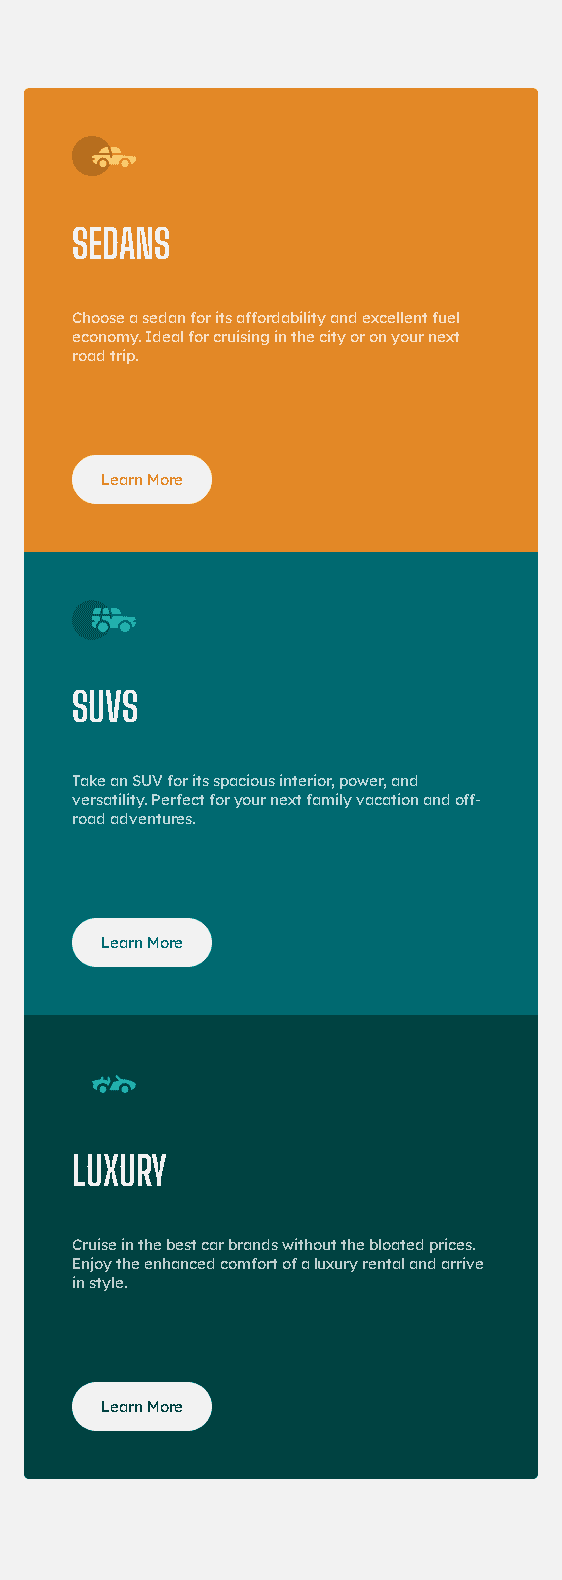 SEDANS
Choose a sedan for its affordability and excellent fuel
economy. Ideal for cruising in the city or on your next
road trip.
Learn More
SUVS
Take an SUV for its spacious interior, power, and
versatility. Perfect for your next family vacation and off-
road adventures.
Learn More
LUXURY
Cruise in the best car brands without the bloated prices.
Enjoy the enhanced comfort of a luxury rental and arrive
in style.
Learn More